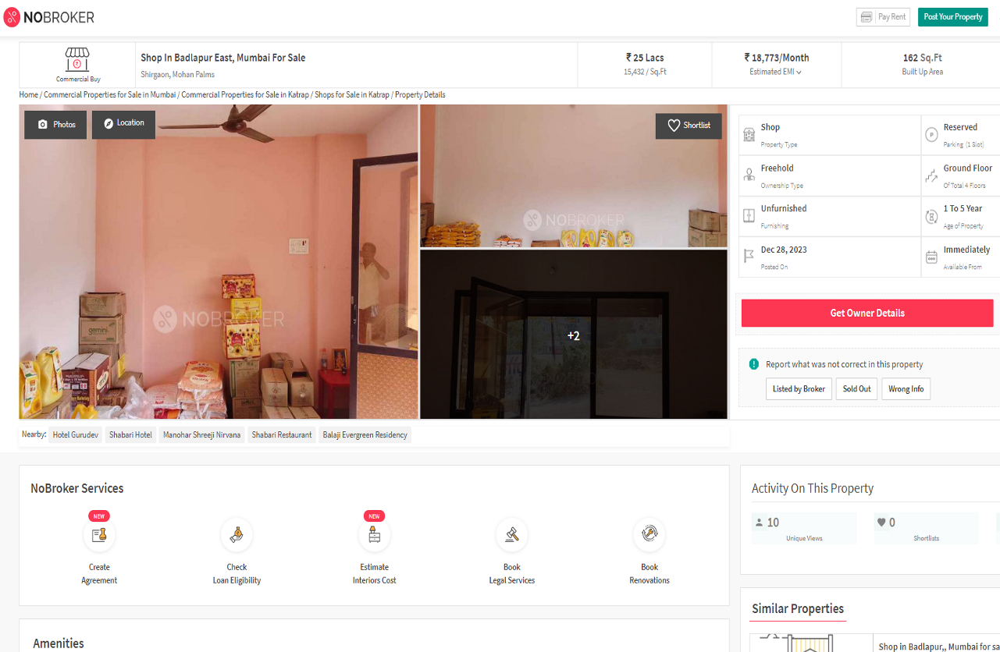 NOBROKER
Pay Rent
Post Your Property
Commercial Buy
Shop In Badlapur East, Mumbai For Sale
Shirgaon, Mohan Palms
₹ 25 Lacs
15,432 / Sq.Ft
₹ 18,773/Month
Estimated EMI
162 Sq.Ft
Built Up Area
Home / Commercial Properties for Sale in Mumbai / Commercial Properties for Sale in Katrap / Shops for Sale in Katrap / Property Details
Photos
Location
Shortlist
NOBROKER
NOBROKER
gemini
+2
Shop
Property Type
Reserved
Parking (1 Slot)
Freehold
Ownership Type
Ground Floor
Of Total 4 Floors
Unfurnished
Furnishing
1 To 5 Year
Age of Property
Dec 28, 2023
Posted On
Immediately
Available From
Get Owner Details
Report what was not correct in this property
Listed by Broker
Sold Out
Wrong Info
Nearby:
Hotel Gurudev
Shabari Hotel
Manohar Shreeji Nirvana
Shabari Restaurant
Balaji Evergreen Residency
NoBroker Services
NEW
Create
Agreement
Check
Loan Eligibility
NEW
Estimate
Interiors Cost
Book
Legal Services
Book
Renovations
Activity On This Property
10
Unique Views
0
Shortlists
Similar Properties
Shop in Badlapur,, Mumbai for sa
Amenities